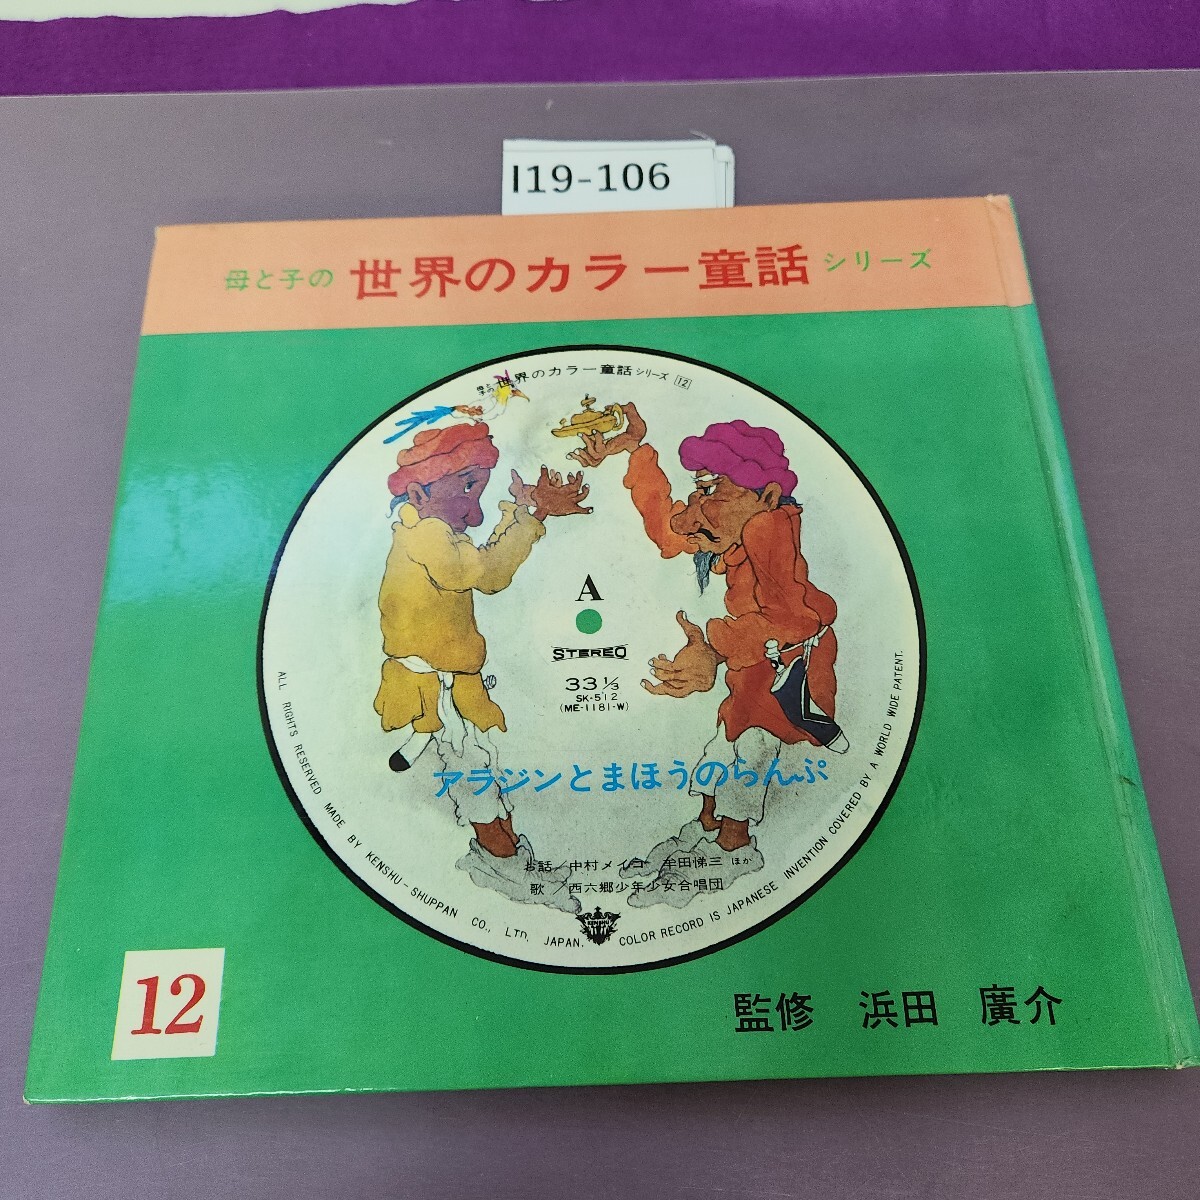 I19-106
母と子の 世界のカラー童話 シリーズ
母と子の 世界のカラー童話 シリーズ 12
A
STEREO
33 1/3
SK-512
(ME-1181-W)
アラジンとまほうのらんぷ
お話/中村メイコ 牟田悌三 ほか
歌/西六郷少年少女合唱団
KENSHU
ALL RIGHTS RESERVED MADE BY KENSHU-SHUPPAN CO., LTD, JAPAN. COLOR RECORD IS JAPANESE INVENTION COVERED BY A WORLD WIDE PATENT.
12
監修 浜田 廣介